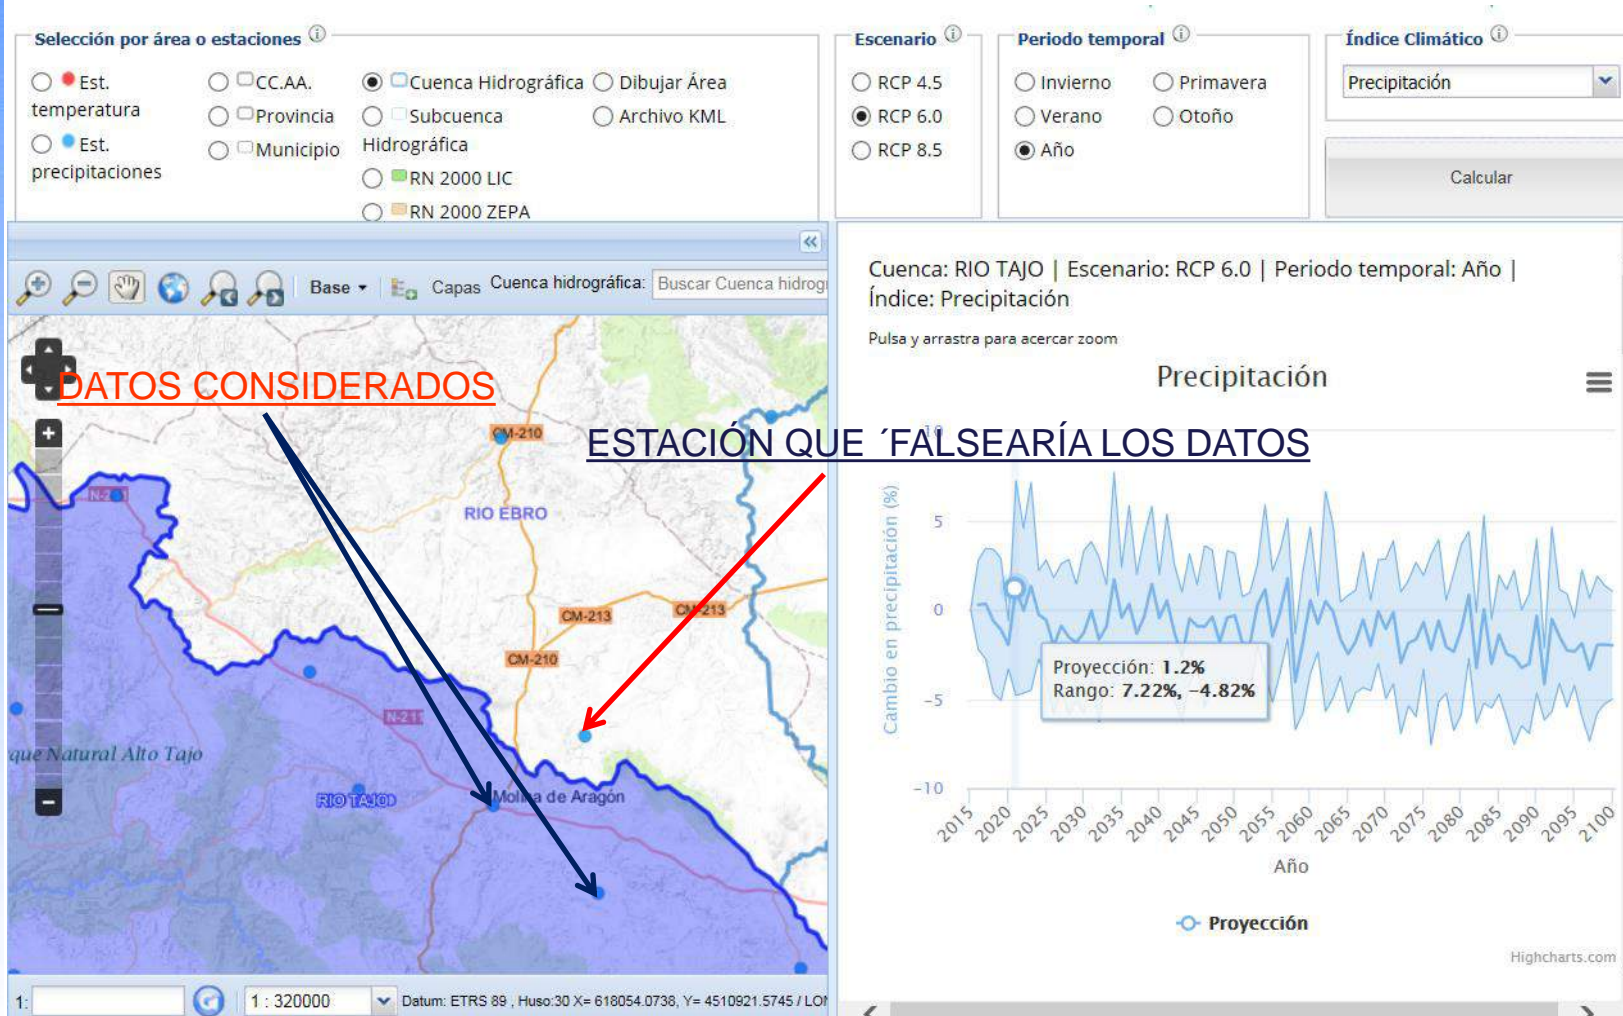 Selección por área o estaciones
Est. temperatura
Est. precipitaciones
CC.AA.
Provincia
Municipio
Cuenca Hidrográfica
Subcuenca Hidrográfica
RN 2000 LIC
RN 2000 ZEPA
Dibujar Área
Archivo KML
Escenario
RCP 4.5
RCP 6.0
RCP 8.5
Periodo temporal
Invierno
Primavera
Verano
Otoño
Año
Índice Climático
Precipitación
Calcular
Base
Capas
Cuenca hidrográfica:
Buscar Cuenca hidrog
DATOS CONSIDERADOS
ESTACIÓN QUE ´FALSEARÍA LOS DATOS
CM-210
RIO EBRO
CM-213
CM-213
CM-210
N-211
que Natural Alto Tajo
RIO TAJO
Molina de Aragón
1:
1 : 320000
Datum: ETRS 89 , Huso:30 X= 618054.0738, Y= 4510921.5745 / LO
Cuenca: RIO TAJO | Escenario: RCP 6.0 | Periodo temporal: Año |
Índice: Precipitación
Pulsa y arrastra para acercar zoom
Precipitación
Cambio en precipitación (%)
10
5
0
−5
−10
Proyección: 1.2%
Rango: 7.22%, −4.82%
2015 2020 2025 2030 2035 2040 2045 2050 2055 2060 2065 2070 2075 2080 2085 2090 2095 2100
Año
Proyección
Highcharts.com